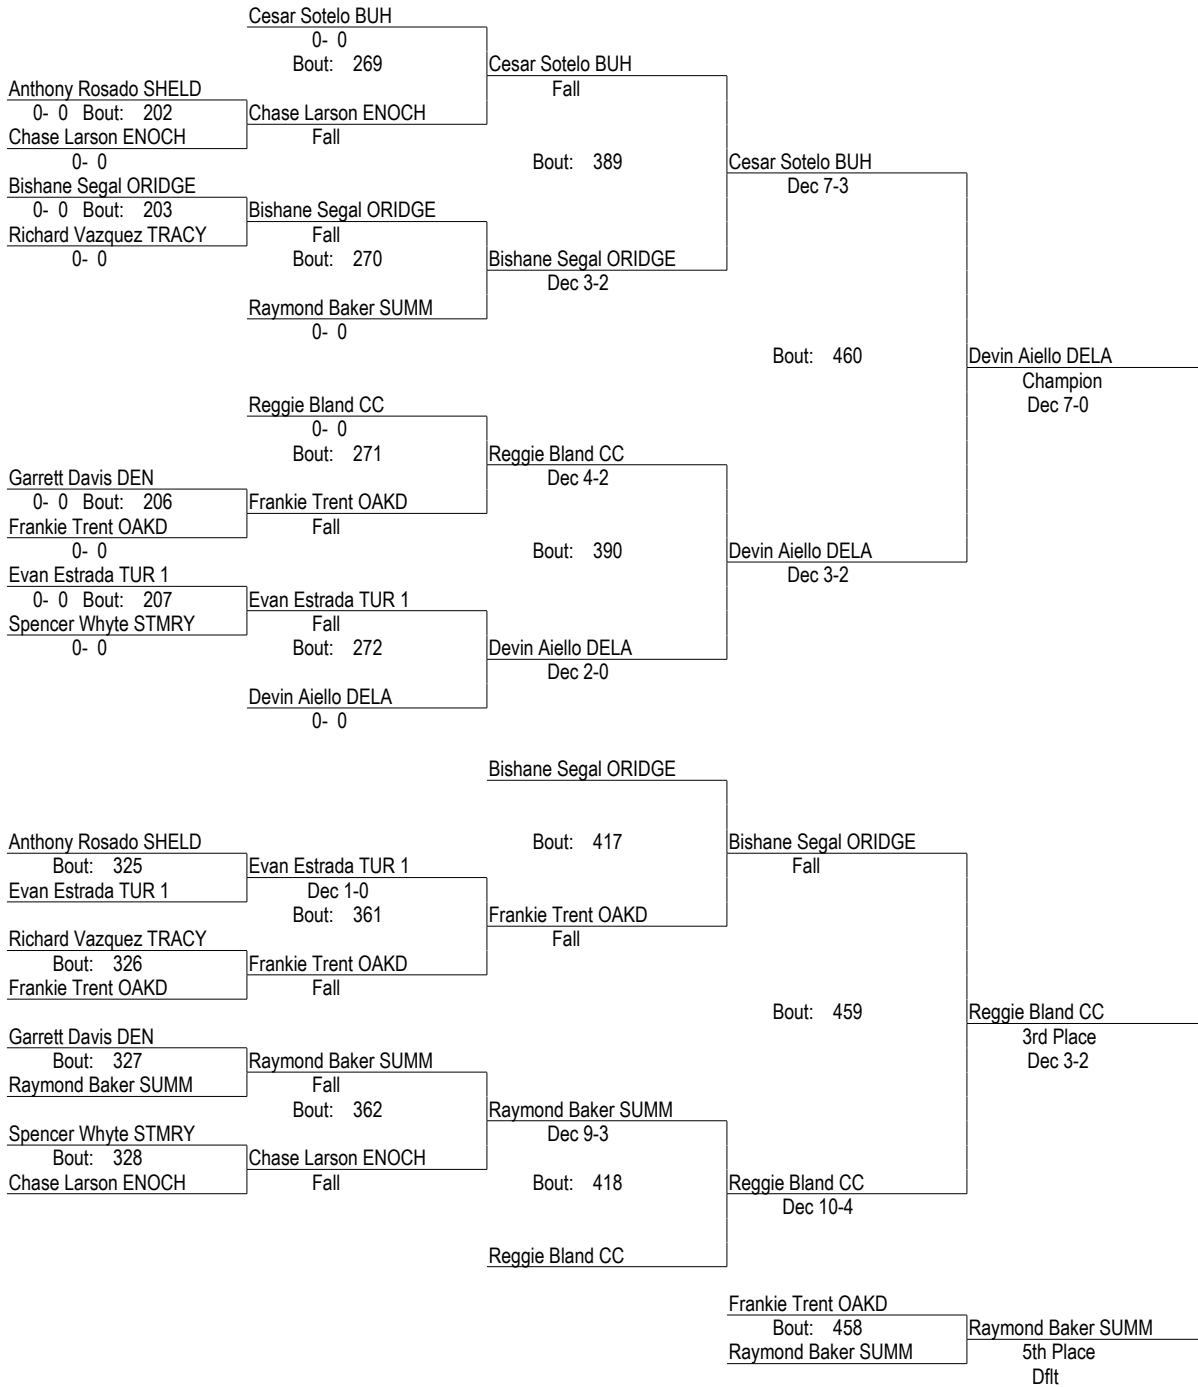 Cesar Sotelo BUH
0- 0
Bout: 269
Cesar Sotelo BUH
Fall
Anthony Rosado SHELD
0- 0 Bout: 202
Chase Larson ENOCH
Chase Larson ENOCH
Fall
0- 0
Bout: 389
Cesar Sotelo BUH
Dec 7-3
Bishane Segal ORIDGE
0- 0 Bout: 203
Bishane Segal ORIDGE
Richard Vazquez TRACY
Fall
0- 0
Bout: 270
Bishane Segal ORIDGE
Dec 3-2
Raymond Baker SUMM
0- 0
Bout: 460
Devin Aiello DELA
Champion
Dec 7-0
Reggie Bland CC
0- 0
Bout: 271
Reggie Bland CC
Dec 4-2
Garrett Davis DEN
0- 0 Bout: 206
Frankie Trent OAKD
Frankie Trent OAKD
Fall
0- 0
Bout: 390
Devin Aiello DELA
Dec 3-2
Evan Estrada TUR 1
0- 0 Bout: 207
Evan Estrada TUR 1
Spencer Whyte STMRY
Fall
0- 0
Bout: 272
Devin Aiello DELA
Dec 2-0
Devin Aiello DELA
0- 0
Bishane Segal ORIDGE
Anthony Rosado SHELD
Bout: 417
Bishane Segal ORIDGE
Fall
Bout: 325
Evan Estrada TUR 1
Evan Estrada TUR 1
Dec 1-0
Bout: 361
Frankie Trent OAKD
Fall
Richard Vazquez TRACY
Bout: 326
Frankie Trent OAKD
Frankie Trent OAKD
Fall
Bout: 459
Reggie Bland CC
3rd Place
Dec 3-2
Garrett Davis DEN
Bout: 327
Raymond Baker SUMM
Raymond Baker SUMM
Fall
Bout: 362
Raymond Baker SUMM
Dec 9-3
Spencer Whyte STMRY
Bout: 328
Chase Larson ENOCH
Chase Larson ENOCH
Fall
Bout: 418
Reggie Bland CC
Dec 10-4
Reggie Bland CC
Frankie Trent OAKD
Bout: 458
Raymond Baker SUMM
Raymond Baker SUMM
5th Place
Dflt